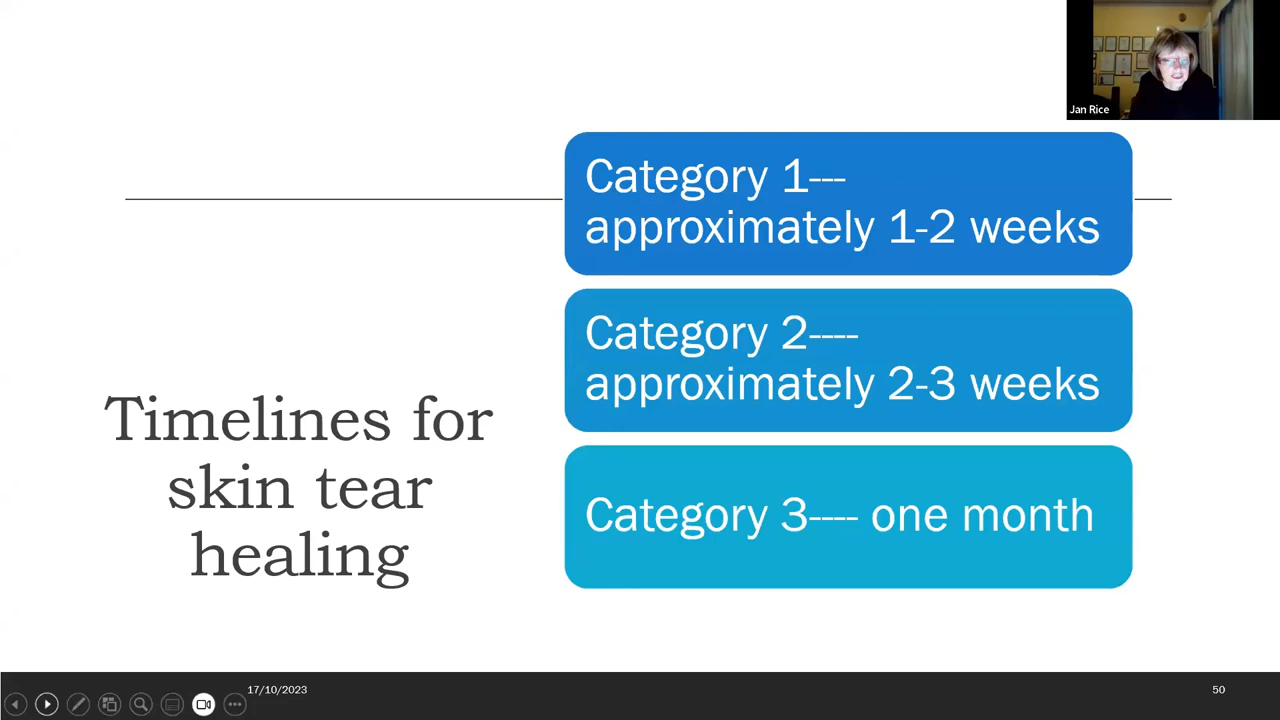 Jan Rice
Category 1---
approximately 1-2 weeks
Category 2----
approximately 2-3 weeks
Category 3---- one month
Timelines for
skin tear
healing
17/10/2023
50